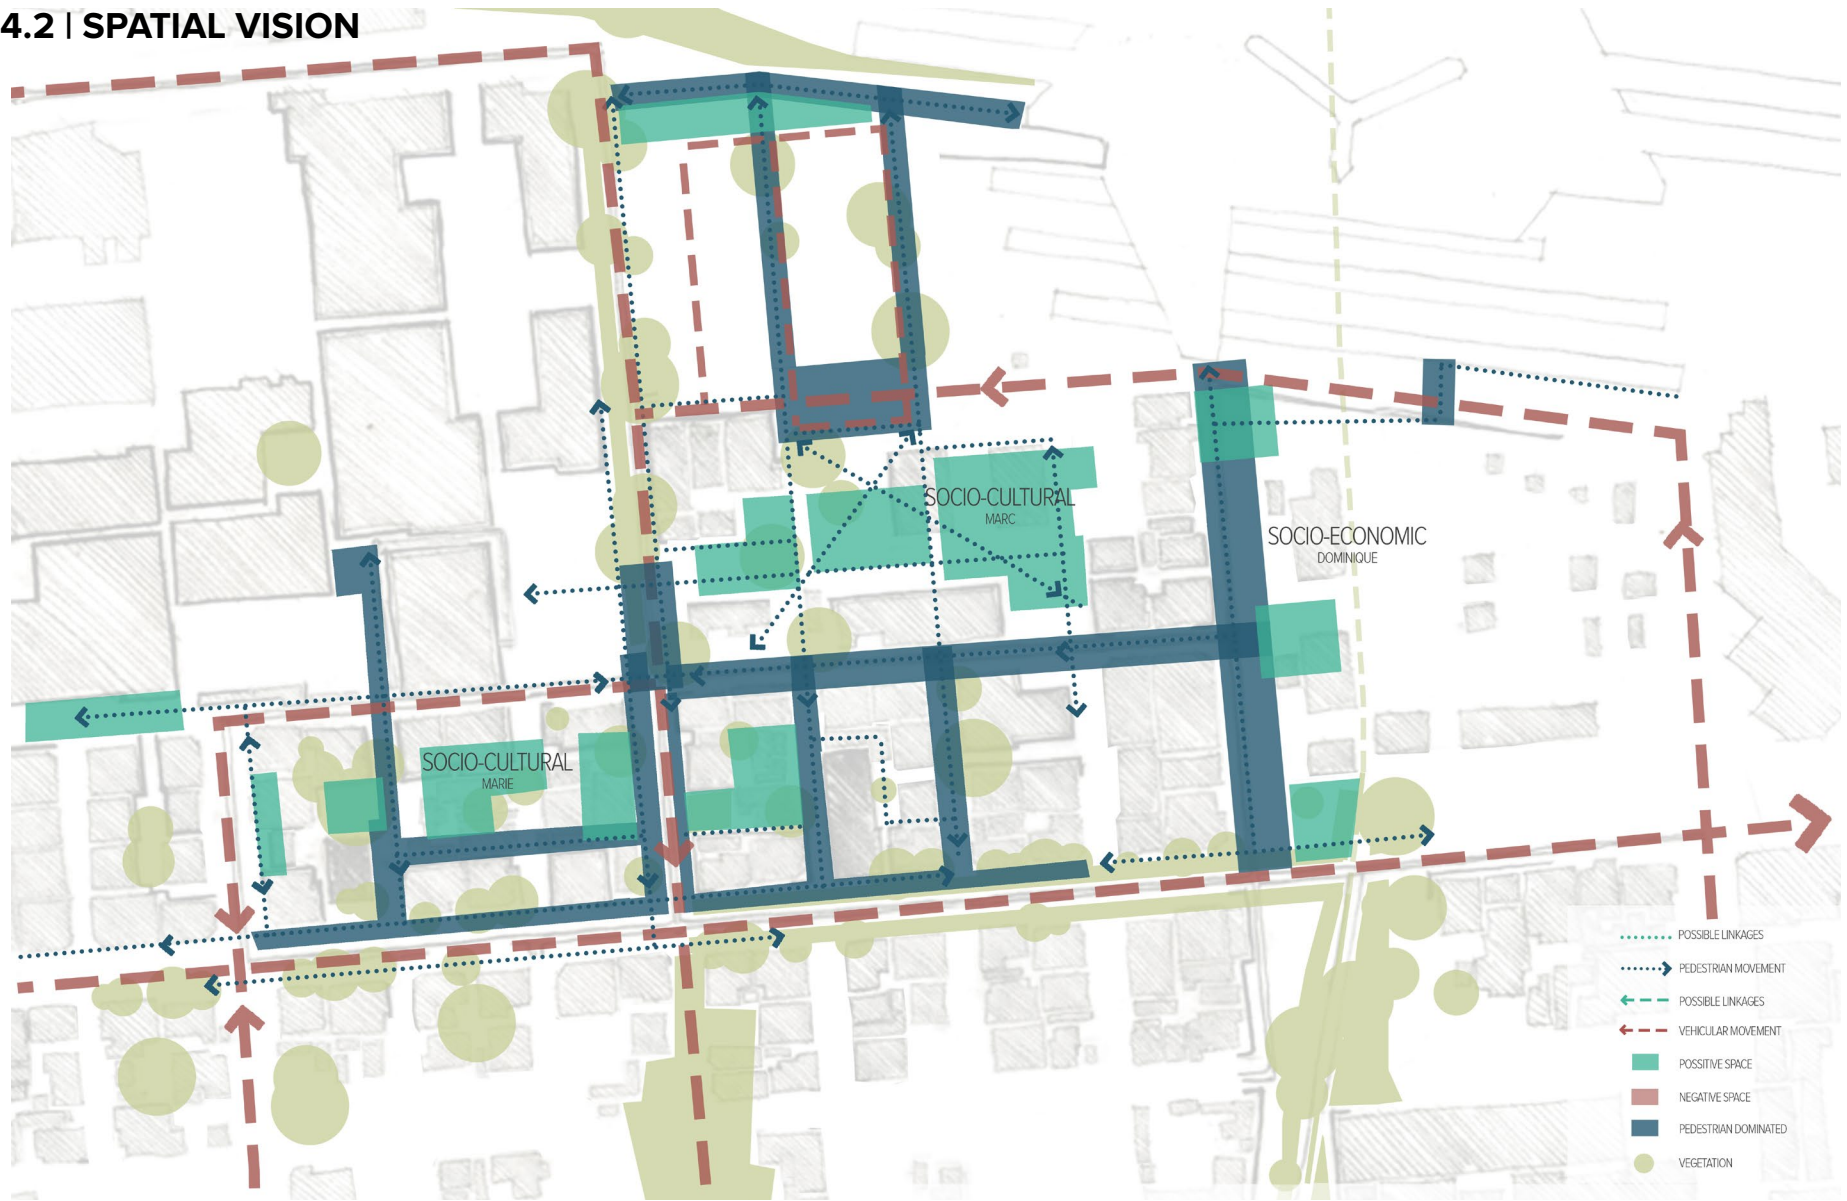 4.2 | SPATIAL VISION
SOCIO-CULTURAL
MARC
SOCIO-ECONOMIC
DOMINIQUE
SOCIO-CULTURAL
MARIE
POSSIBLE LINKAGES
PEDESTRIAN MOVEMENT
POSSIBLE LINKAGES
VEHICULAR MOVEMENT
POSSITIVE SPACE
NEGATIVE SPACE
PEDESTRIAN DOMINATED
VEGETATION